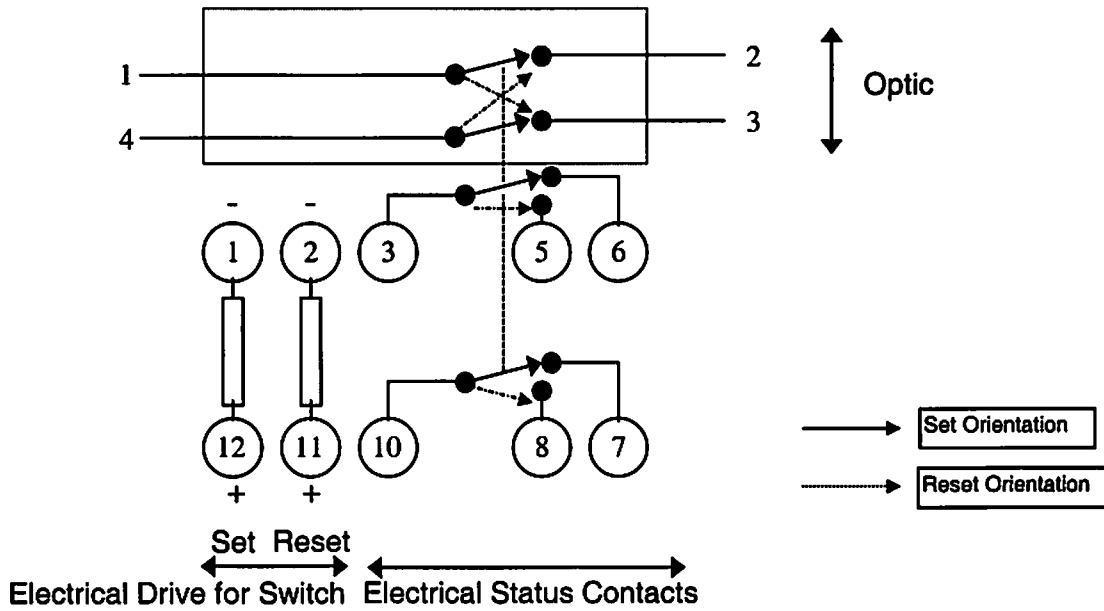 1
2
Optic
4
3
- -
1 2 3 5 6
12 11 10 8 7
+ +
Set Orientation
Reset Orientation
Set Reset
Electrical Drive for Switch Electrical Status Contacts